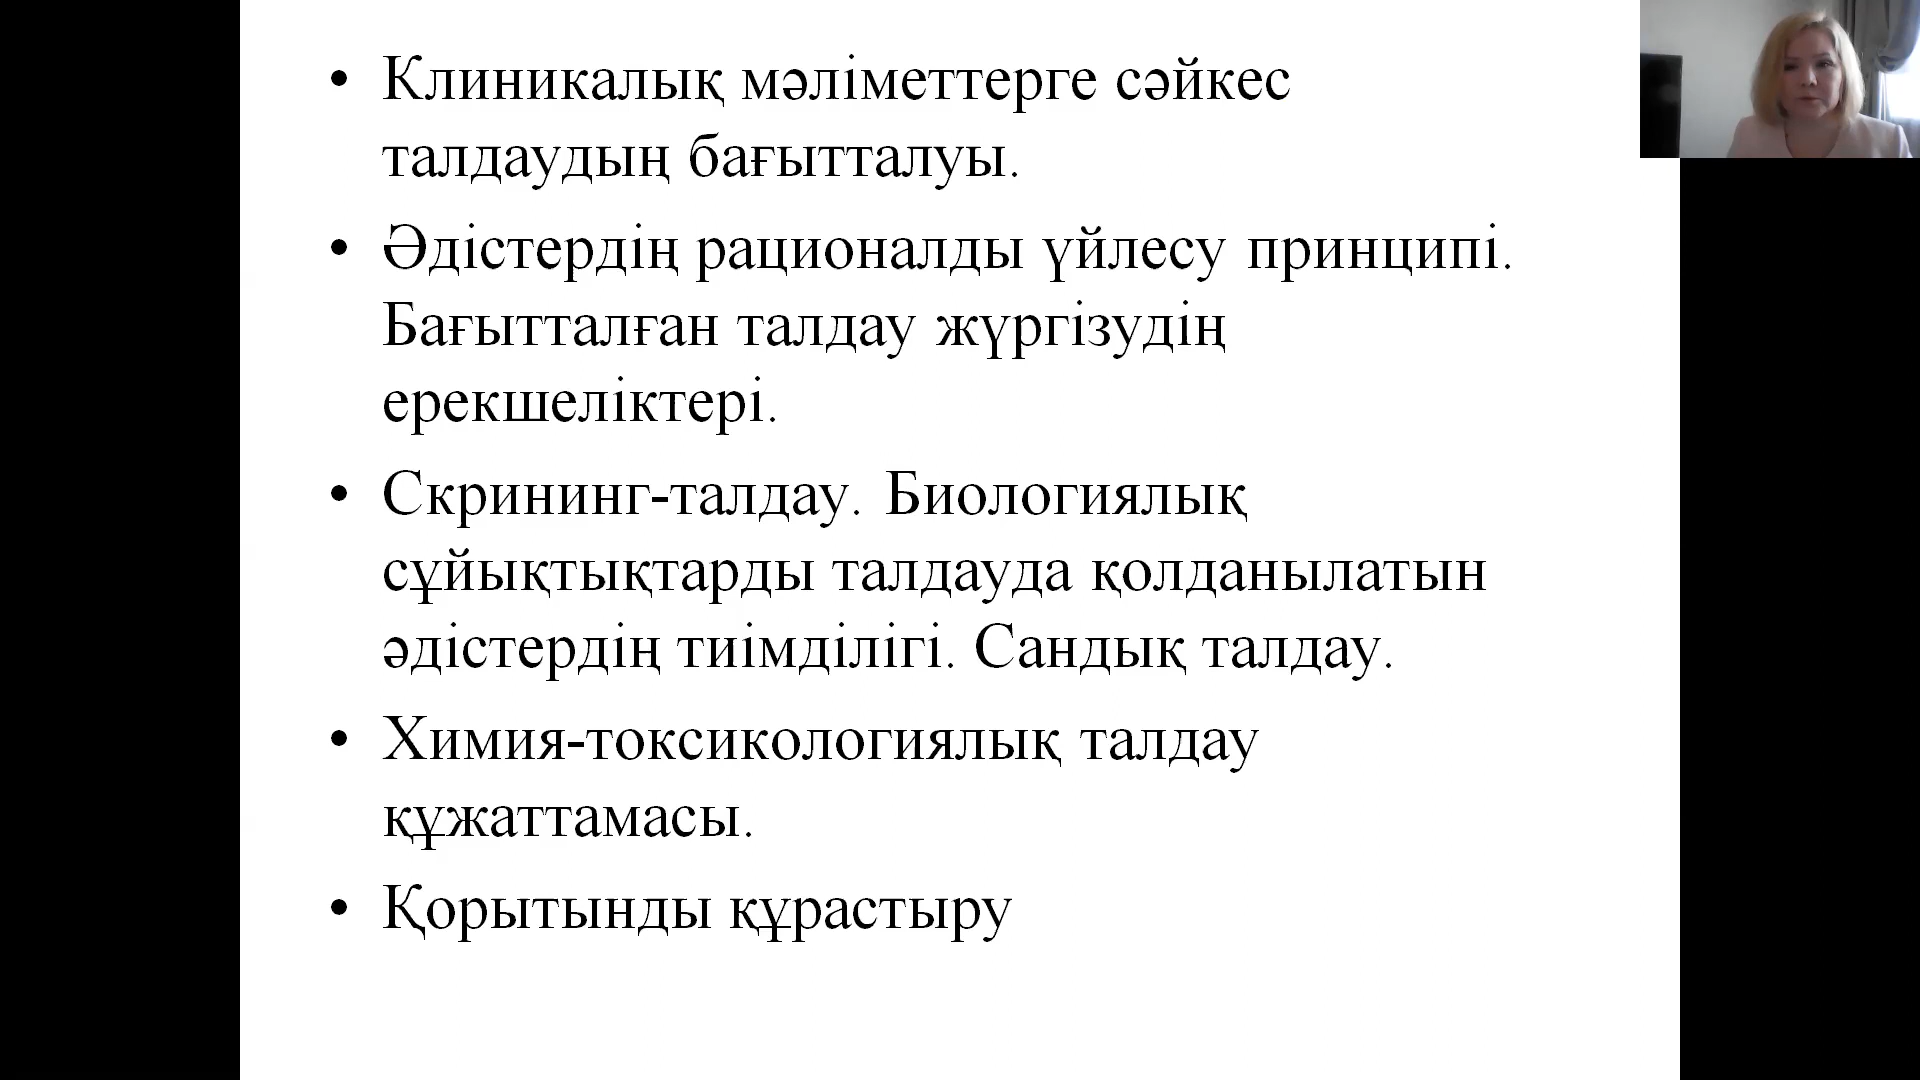 • Клиникалық мәліметтерге сәйкес
талдаудың бағытталуы.
• Әдістердің рационалды үйлесу принципі.
Бағытталған талдау жүргізудің
ерекшеліктері.
• Скрининг-талдау. Биологиялық
сұйықтықтарды талдауда қолданылатын
әдістердің тиімділігі. Сандық талдау.
• Химия-токсикологиялық талдау
құжаттамасы.
• Қорытынды құрастыру